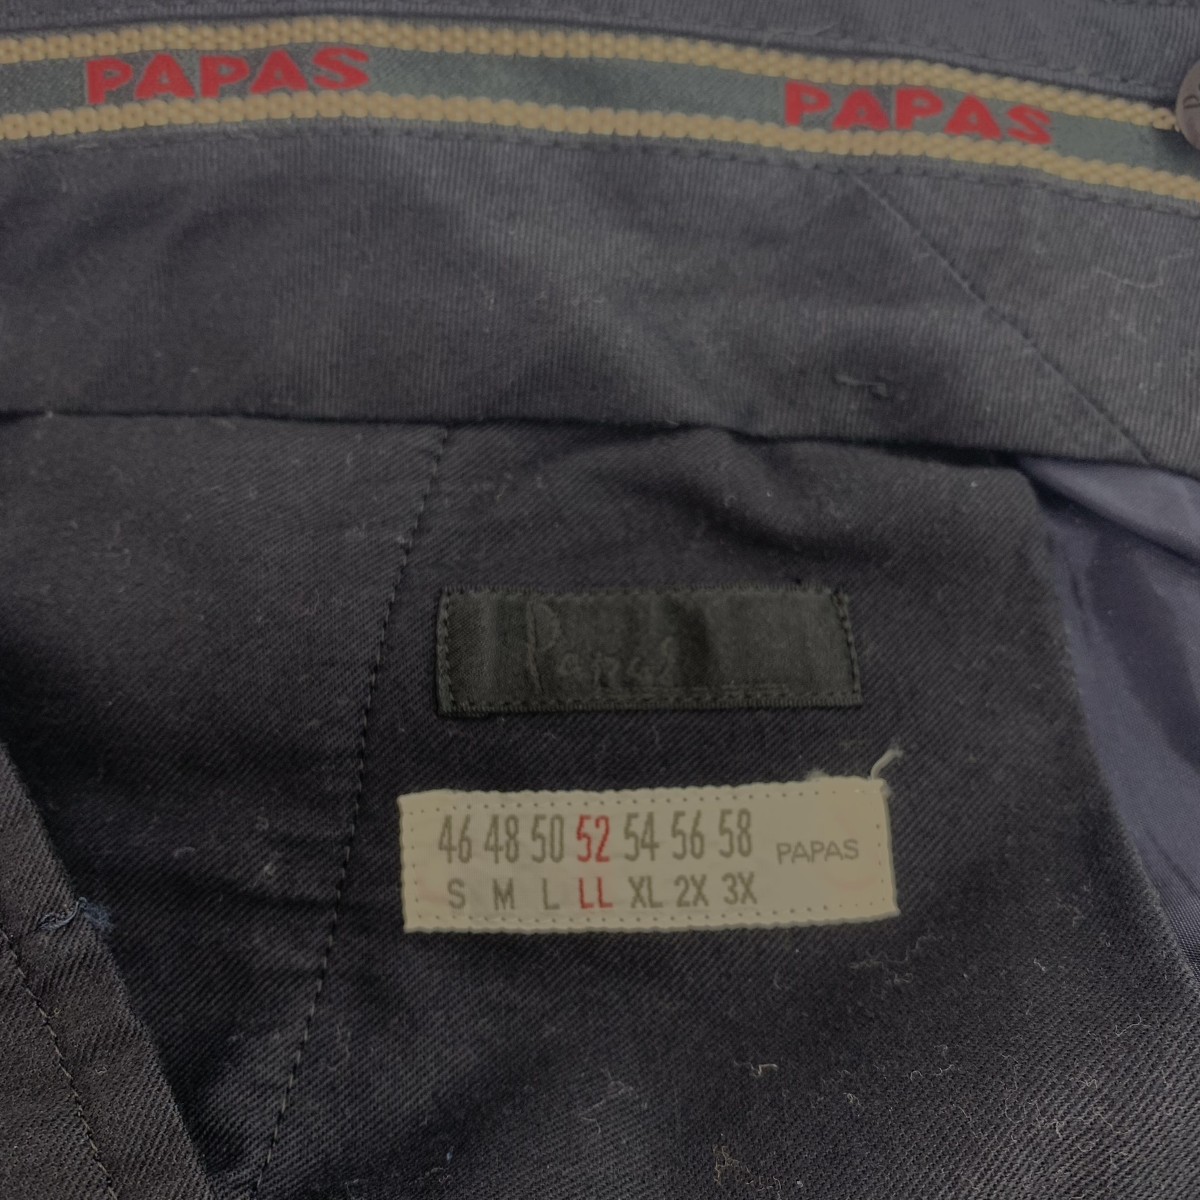 PAPAS PAPAS
Papas
46 48 50 52 54 56 58 PAPAS
S M L LL XL 2X 3X